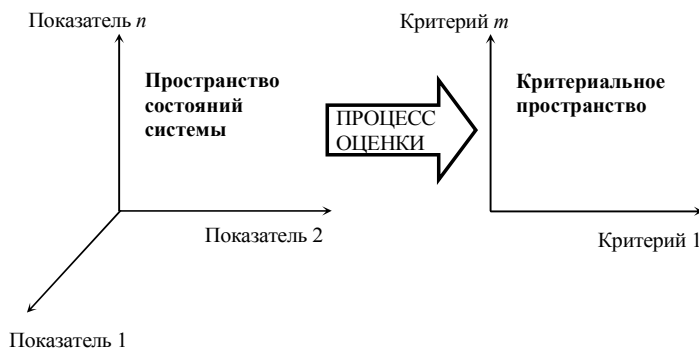 Показатель n
Критерий m
Пространство
состояний
системы
Критериальное
пространство
ПРОЦЕСС
ОЦЕНКИ
Показатель 2
Критерий 1
Показатель 1